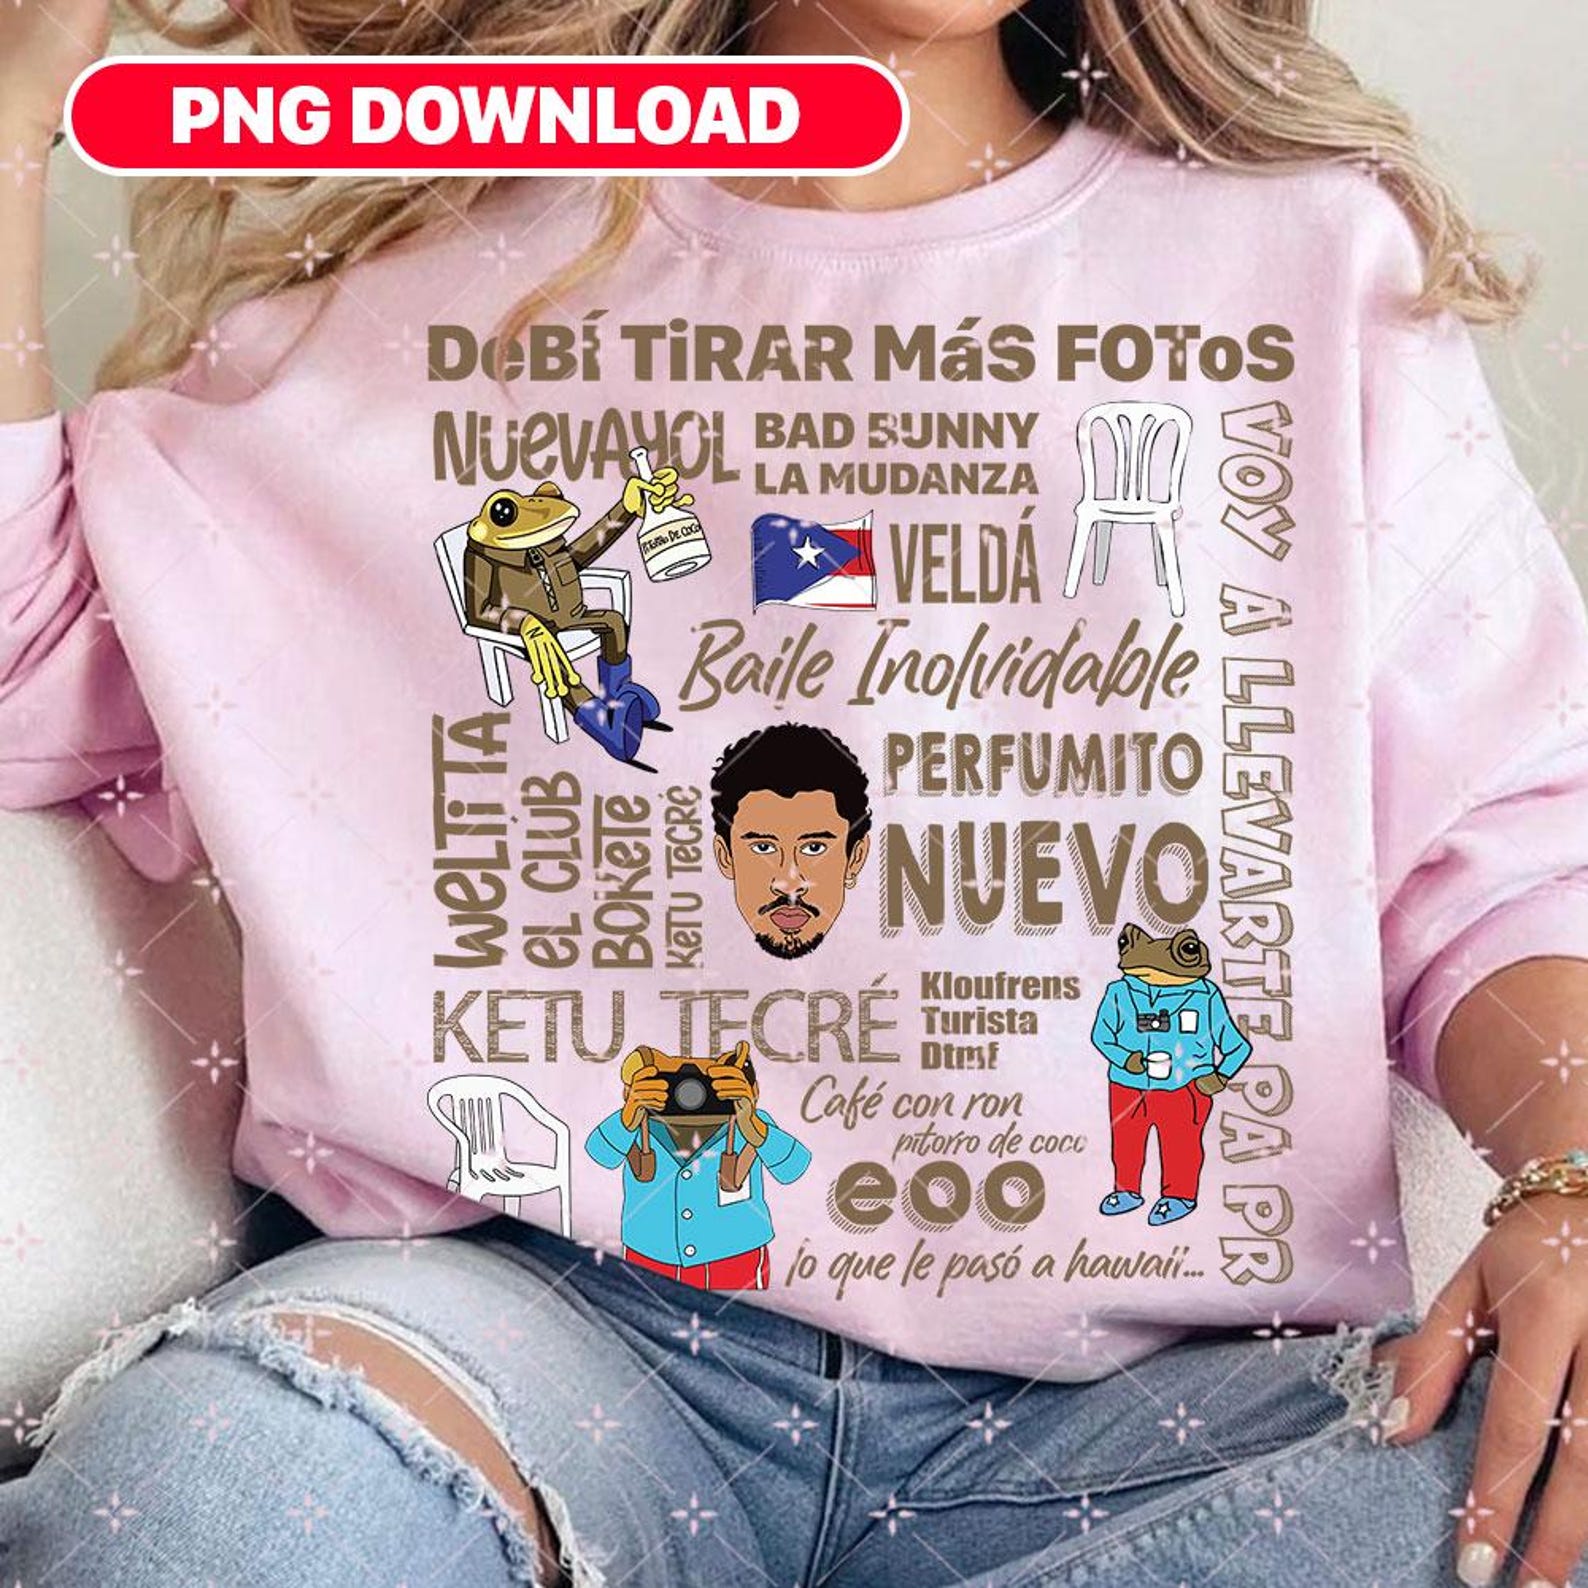 PNG DOWNLOAD
DeBÍ TiRAR MáS FOToS
NUevAYOL
BAD BUNNY
LA MUDANZA
VELDÁ
PiTORRO DE COCO
N
Baile Inolvidable
WELTiTA
eL CLUB
BOKeTE
KeTU TeCRÉ
PERFUMITO
NUEVO
VOY A LLEVARTE PA PR
KETU TECRÉ
Kloufrens
Turista
Dtmf
Café con ron
pitorro de coco
eoo
lo que le pasó a hawaii...